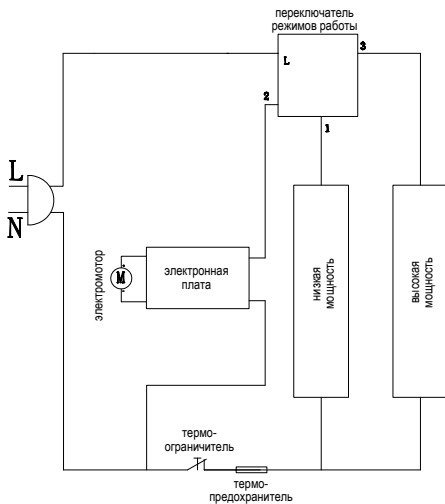 переключатель
режимов работы
L
3
2
1
L
N
электромотор
M
электронная
плата
низкая
мощность
высокая
мощность
термо-
ограничитель
термо-
предохранитель